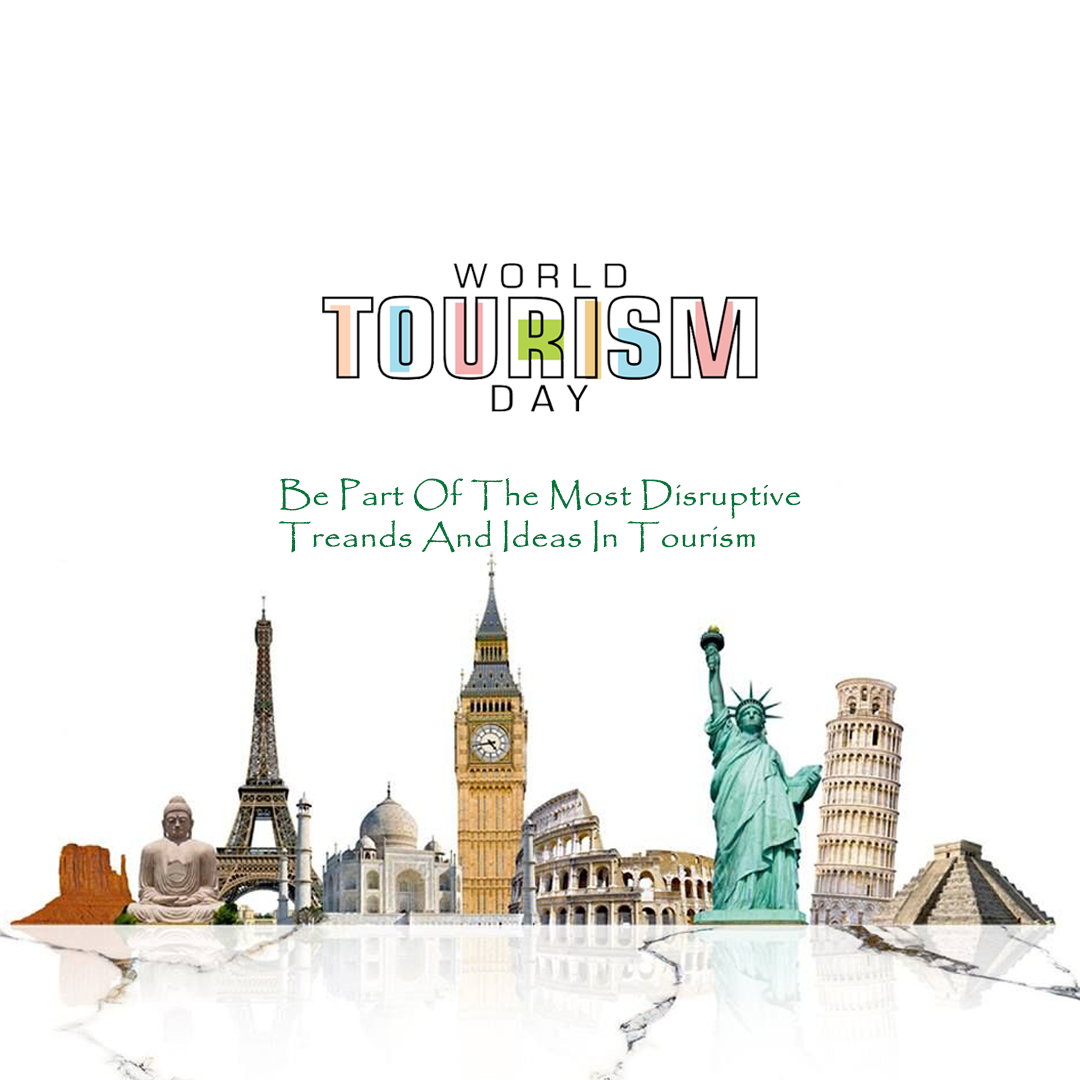 WORLD
TOURISM
DAY
Be Part Of The Most Disruptive
Treands And Ideas In Tourism